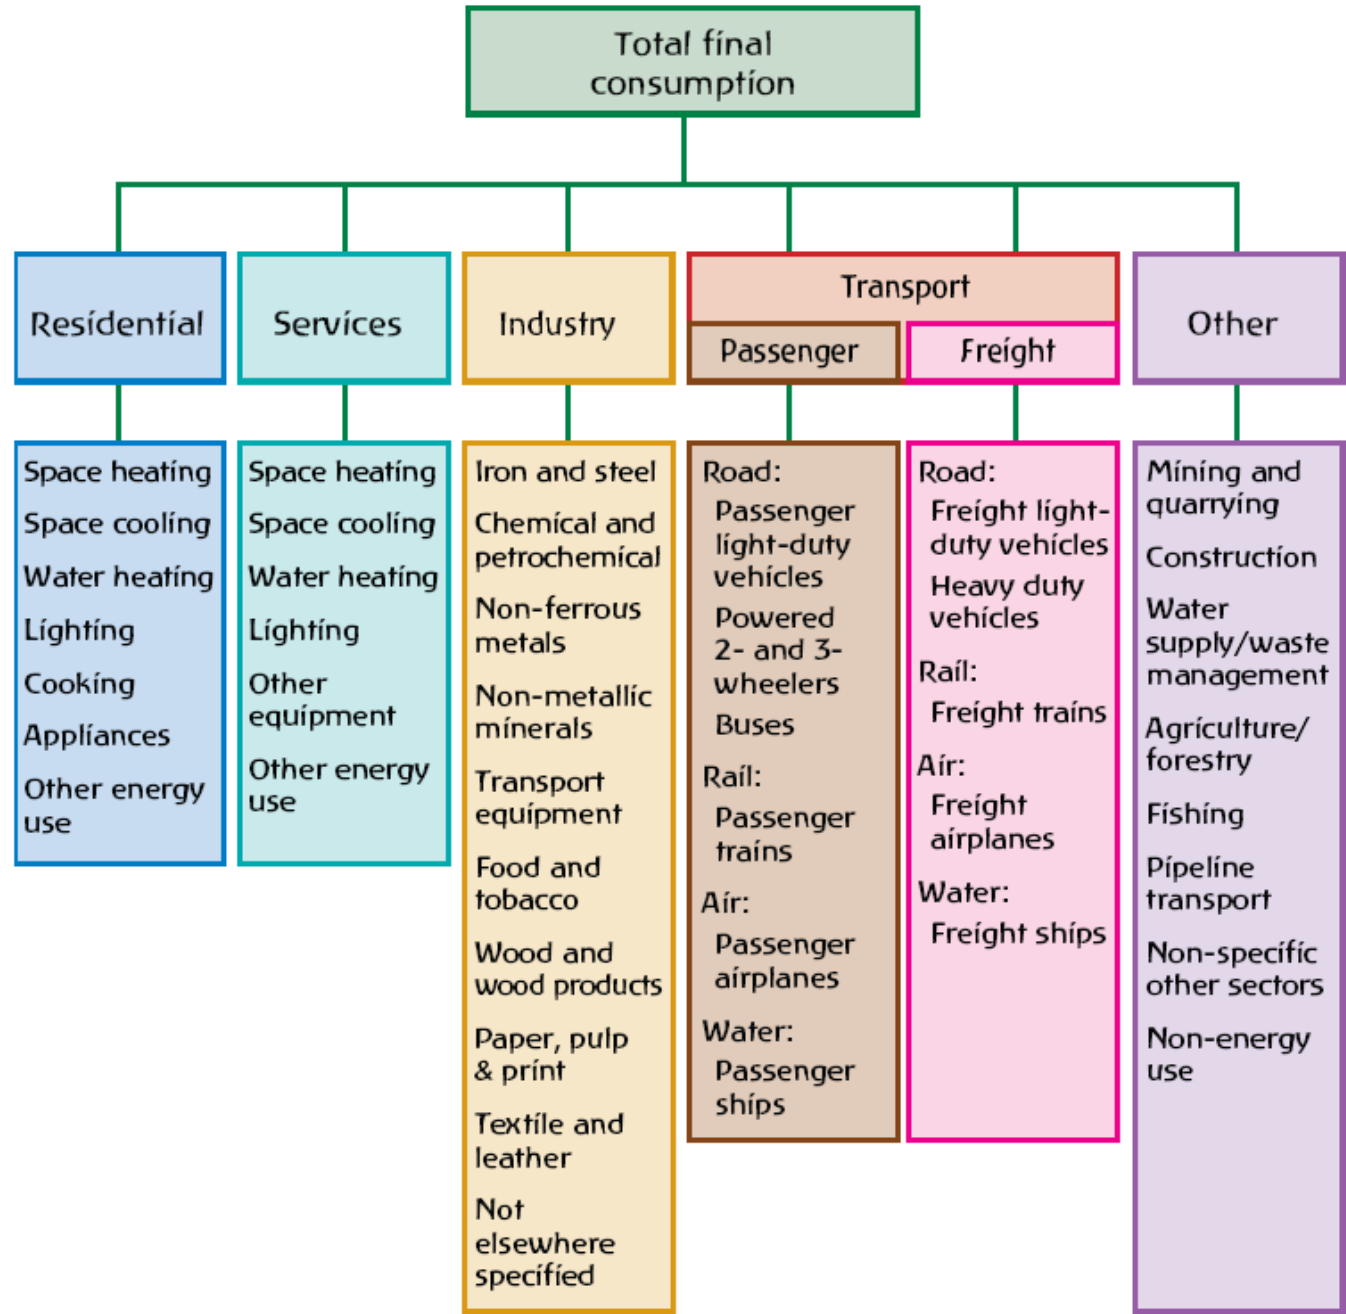 Total final
consumption
Residential
Services
Industry
Transport
Passenger
Freight
Other
Space heating
Space cooling
Water heating
Lighting
Cooking
Appliances
Other energy
use
Space heating
Space cooling
Water heating
Lighting
Other
equipment
Other energy
use
Iron and steel
Chemical and
petrochemical
Non-ferrous
metals
Non-metallic
minerals
Transport
equipment
Food and
tobacco
Wood and
wood products
Paper, pulp
& print
Textile and
leather
Not
elsewhere
specified
Road:
Passenger
light-duty
vehicles
Powered
2- and 3-
wheelers
Buses
Rail:
Passenger
trains
Air:
Passenger
airplanes
Water:
Passenger
ships
Road:
Freight light-
duty vehicles
Heavy duty
vehicles
Rail:
Freight trains
Air:
Freight
airplanes
Water:
Freight ships
Mining and
quarrying
Construction
Water
supply/waste
management
Agriculture/
forestry
Fishing
Pipeline
transport
Non-specific
other sectors
Non-energy
use